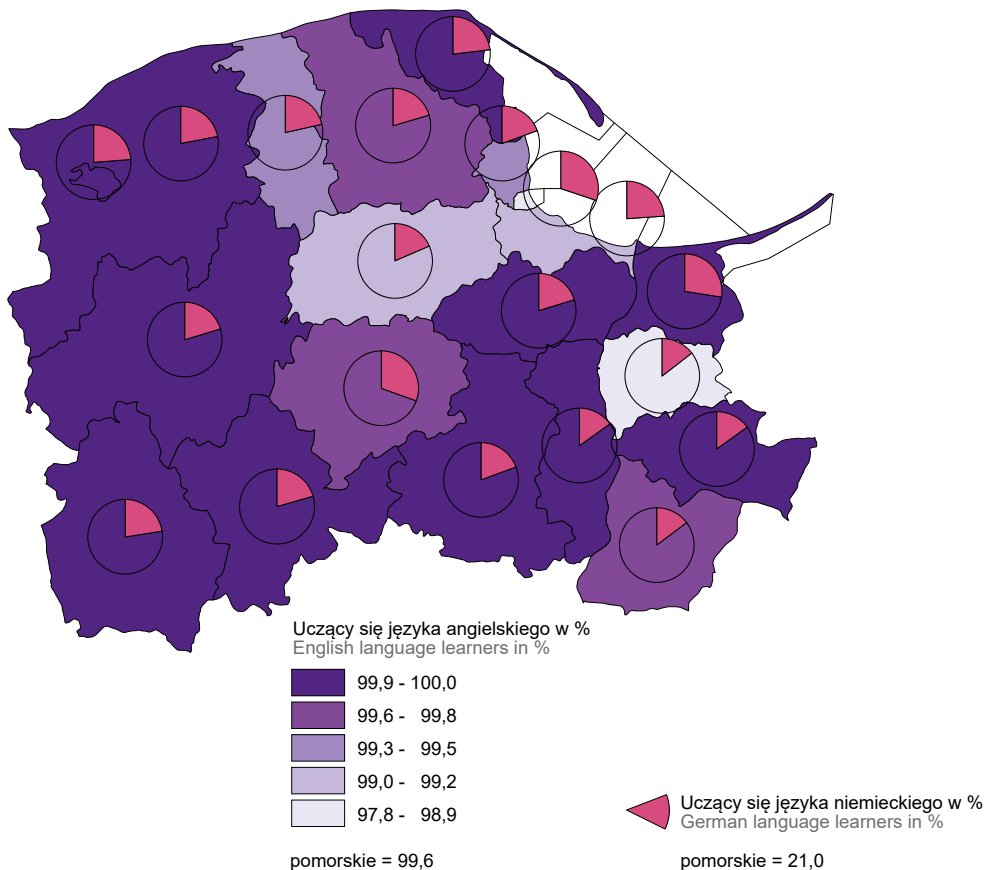 Uczący się języka angielskiego w %
English language learners in %
99,9 - 100,0
99,6 - 99,8
99,3 - 99,5
99,0 - 99,2
97,8 - 98,9
pomorskie = 99,6
Uczący się języka niemieckiego w %
German language learners in %
pomorskie = 21,0